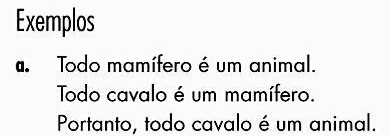 Exemplos
a. Todo mamífero é um animal.
Todo cavalo é um mamífero.
Portanto, todo cavalo é um animal.